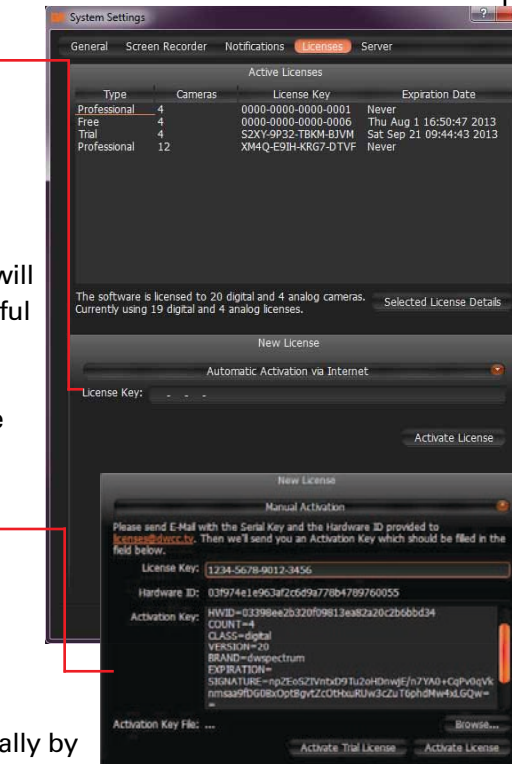 System Settings
General Screen Recorder Notifications Licenses Server
Active Licenses
Type Cameras License Key Expiration Date
Professional 4 0000-0000-0000-0001 Never
Free 4 0000-0000-0000-0006 Thu Aug 1 16:50:47 2013
Trial 4 S2XY-9P32-TBKM-BJVM Sat Sep 21 09:44:43 2013
Professional 12 XM4Q-E9IH-KRG7-DTVF Never
will
ful
The software is licensed to 20 digital and 4 analog cameras.
Currently using 19 digital and 4 analog licenses.
Selected License Details
New License
Automatic Activation via Internet
License Key: - - -
e
Activate License
New License
Manual Activation
Please send E-Mail with the Serial Key and the Hardware ID provided to
licenses@dwcc.tv. Then we'll send you an Activation Key which should be filled in the
field below.
License Key: 1234-5678-9012-3456
Hardware ID: 03f974e1e963af2c6d9a778b4789760055
Activation Key: HWID=03398ee2b320f09813ea82a20c2b6bbd34
COUNT=4
CLASS=digital
VERSION=20
BRAND=dwspectrum
EXPIRATION=
SIGNATURE=npZEoSZIVntxD9Tu2oHDnwjE/n7YA0+CqPv0qVk
nmsaa9fDG0BxOptBgvtZcOtHxuRUw3cZuT6phdMw4xLGQw=
=
Activation Key File: ... Browse...
Activate Trial License Activate License
ally by